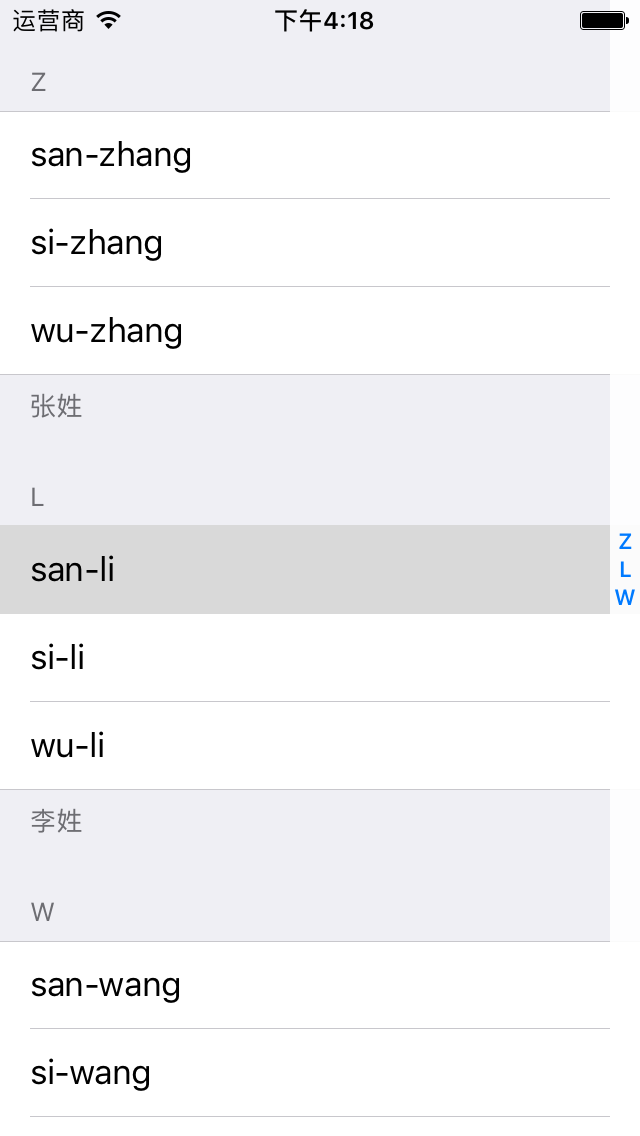 运营商 下午4:18
Z
san-zhang
si-zhang
wu-zhang
张姓
L
san-li
si-li
wu-li
李姓
W
san-wang
si-wang
Z
L
W